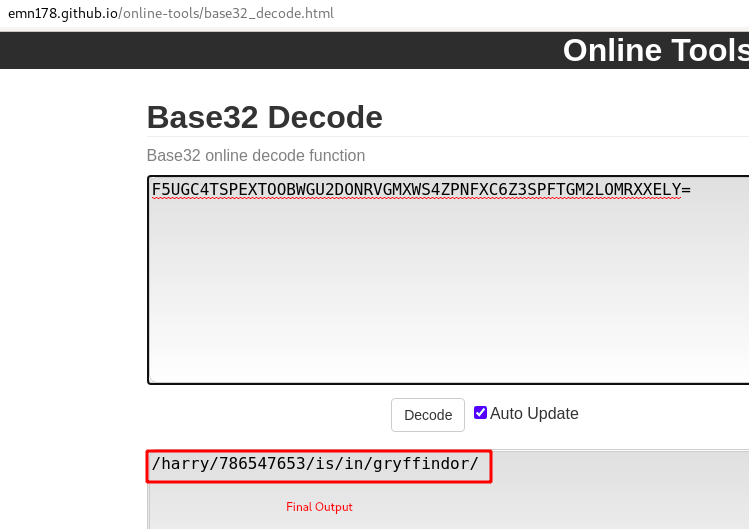 emn178.github.io/online-tools/base32_decode.html
Online Tools
Base32 Decode
Base32 online decode function
F5UGC4TSPEXTOOBWGU2DONRVGMXWS4ZPNFXC6Z3SPFTGM2LOMRXXELY=
Decode
Auto Update
/harry/786547653/is/in/gryffindor/
Final Output